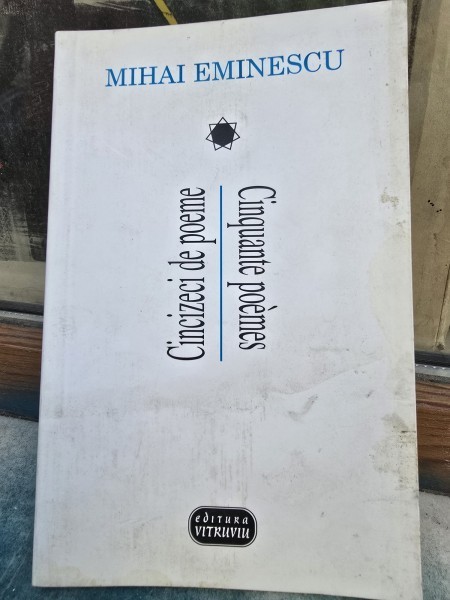 MIHAI EMINESCU
Cincizeci de poeme
Cinquante poèmes
editura
VITRUVIU